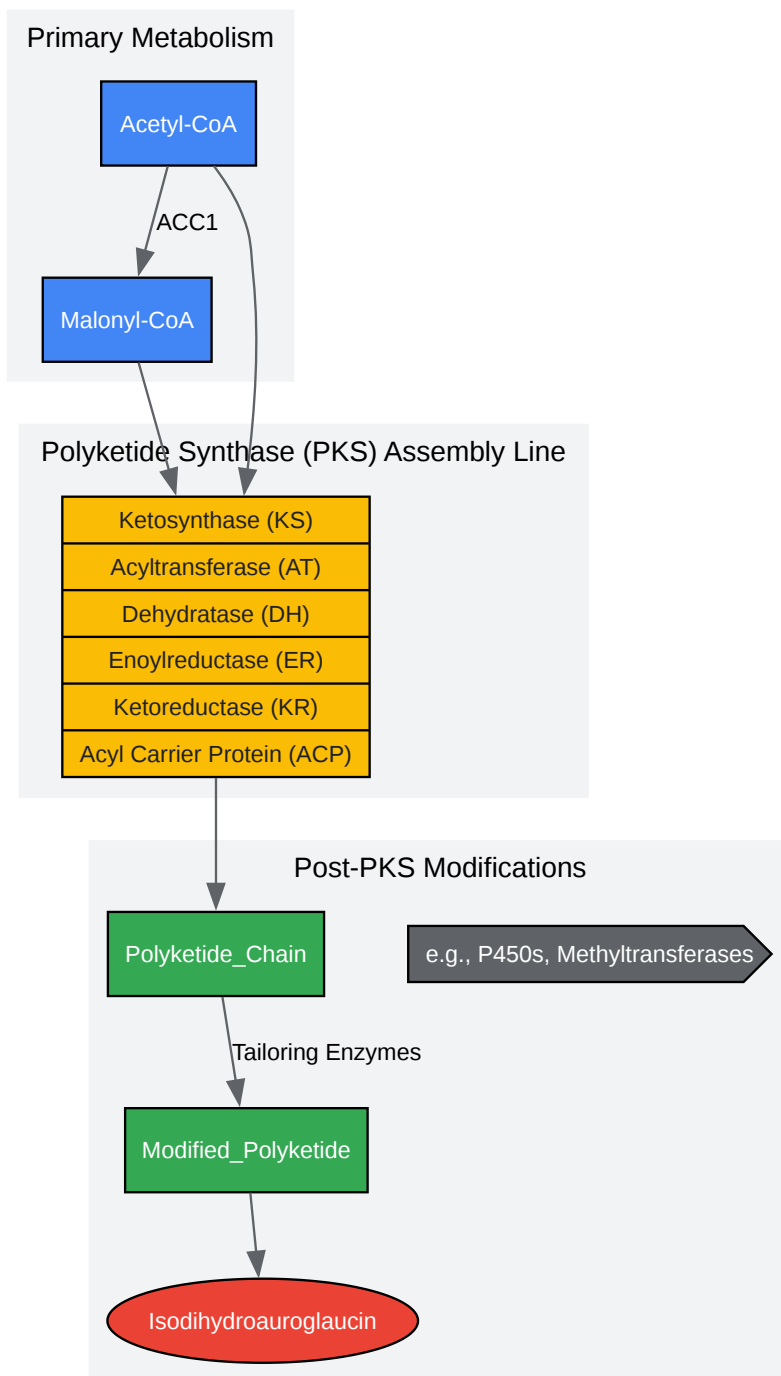 Primary Metabolism
Acetyl-CoA
ACC1
Malonyl-CoA
Polyketide Synthase (PKS) Assembly Line
Ketosynthase (KS)
Acyltransferase (AT)
Dehydratase (DH)
Enoylreductase (ER)
Ketoreductase (KR)
Acyl Carrier Protein (ACP)
Post-PKS Modifications
Polyketide_Chain
e.g., P450s, Methyltransferases
Tailoring Enzymes
Modified_Polyketide
Isodihydroauroglaucin